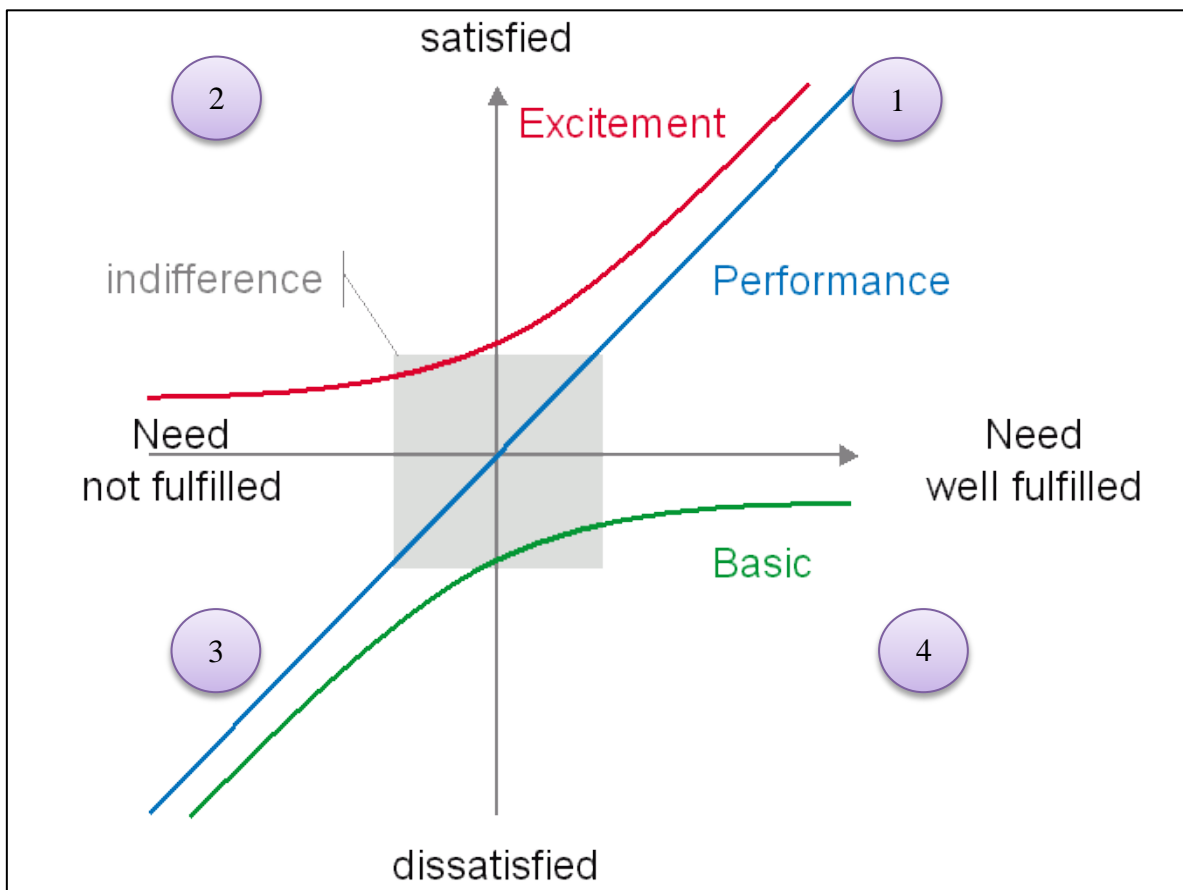 satisfied
2
1
Excitement
indifference
Performance
Need
not fulfilled
Need
well fulfilled
Basic
3
4
dissatisfied